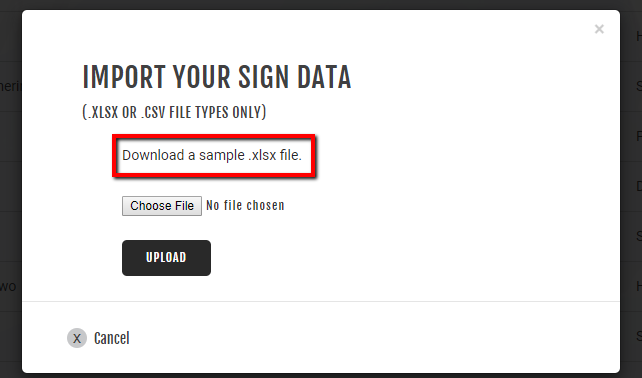 ×
IMPORT YOUR SIGN DATA
(.XLSX OR .CSV FILE TYPES ONLY)
Download a sample .xlsx file.
Choose File No file chosen
UPLOAD
X Cancel